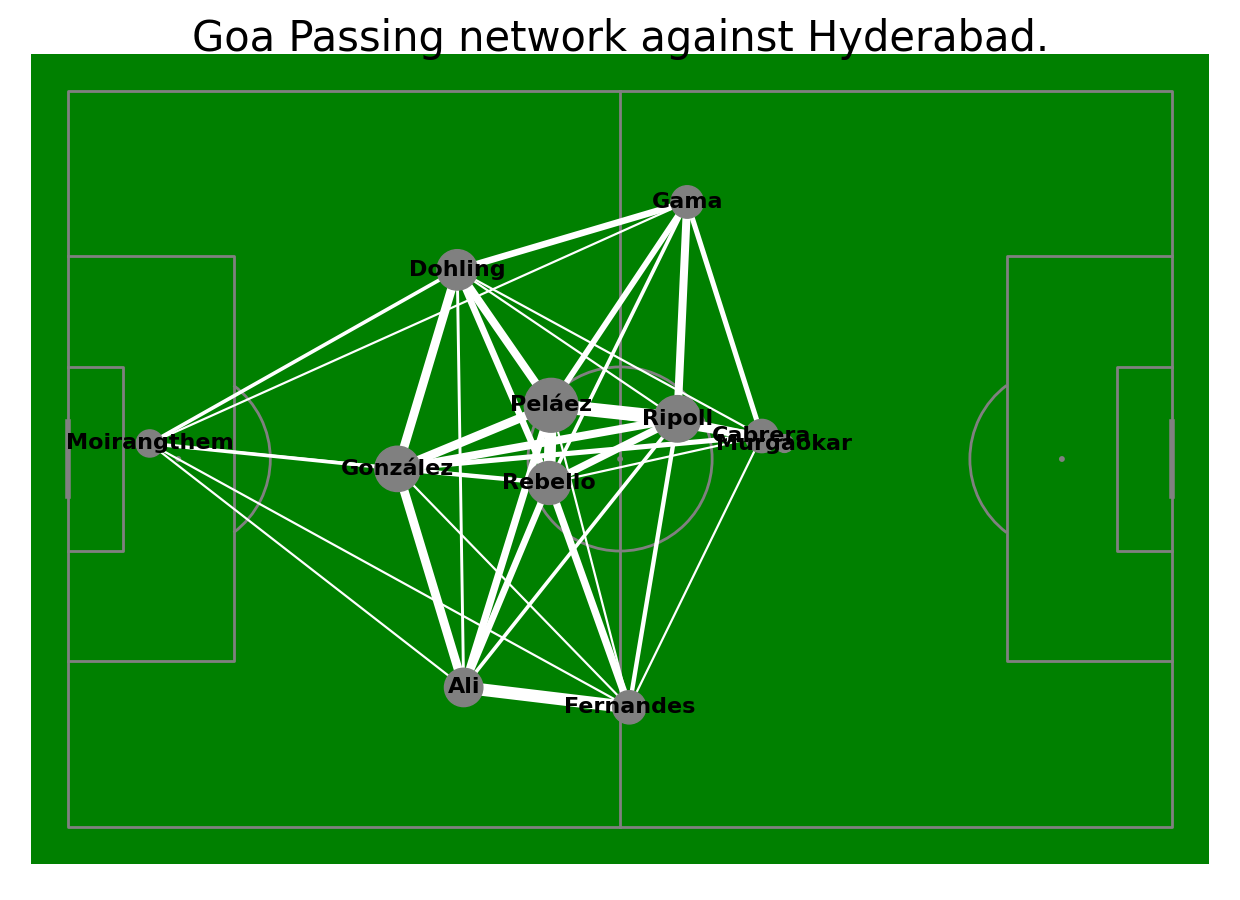 Goa Passing network against Hyderabad.
Gama
Dohling
Peláez
Ripoll
Cabrera
Moirangthem
Murgaokar
González
Rebello
Ali
Fernandes